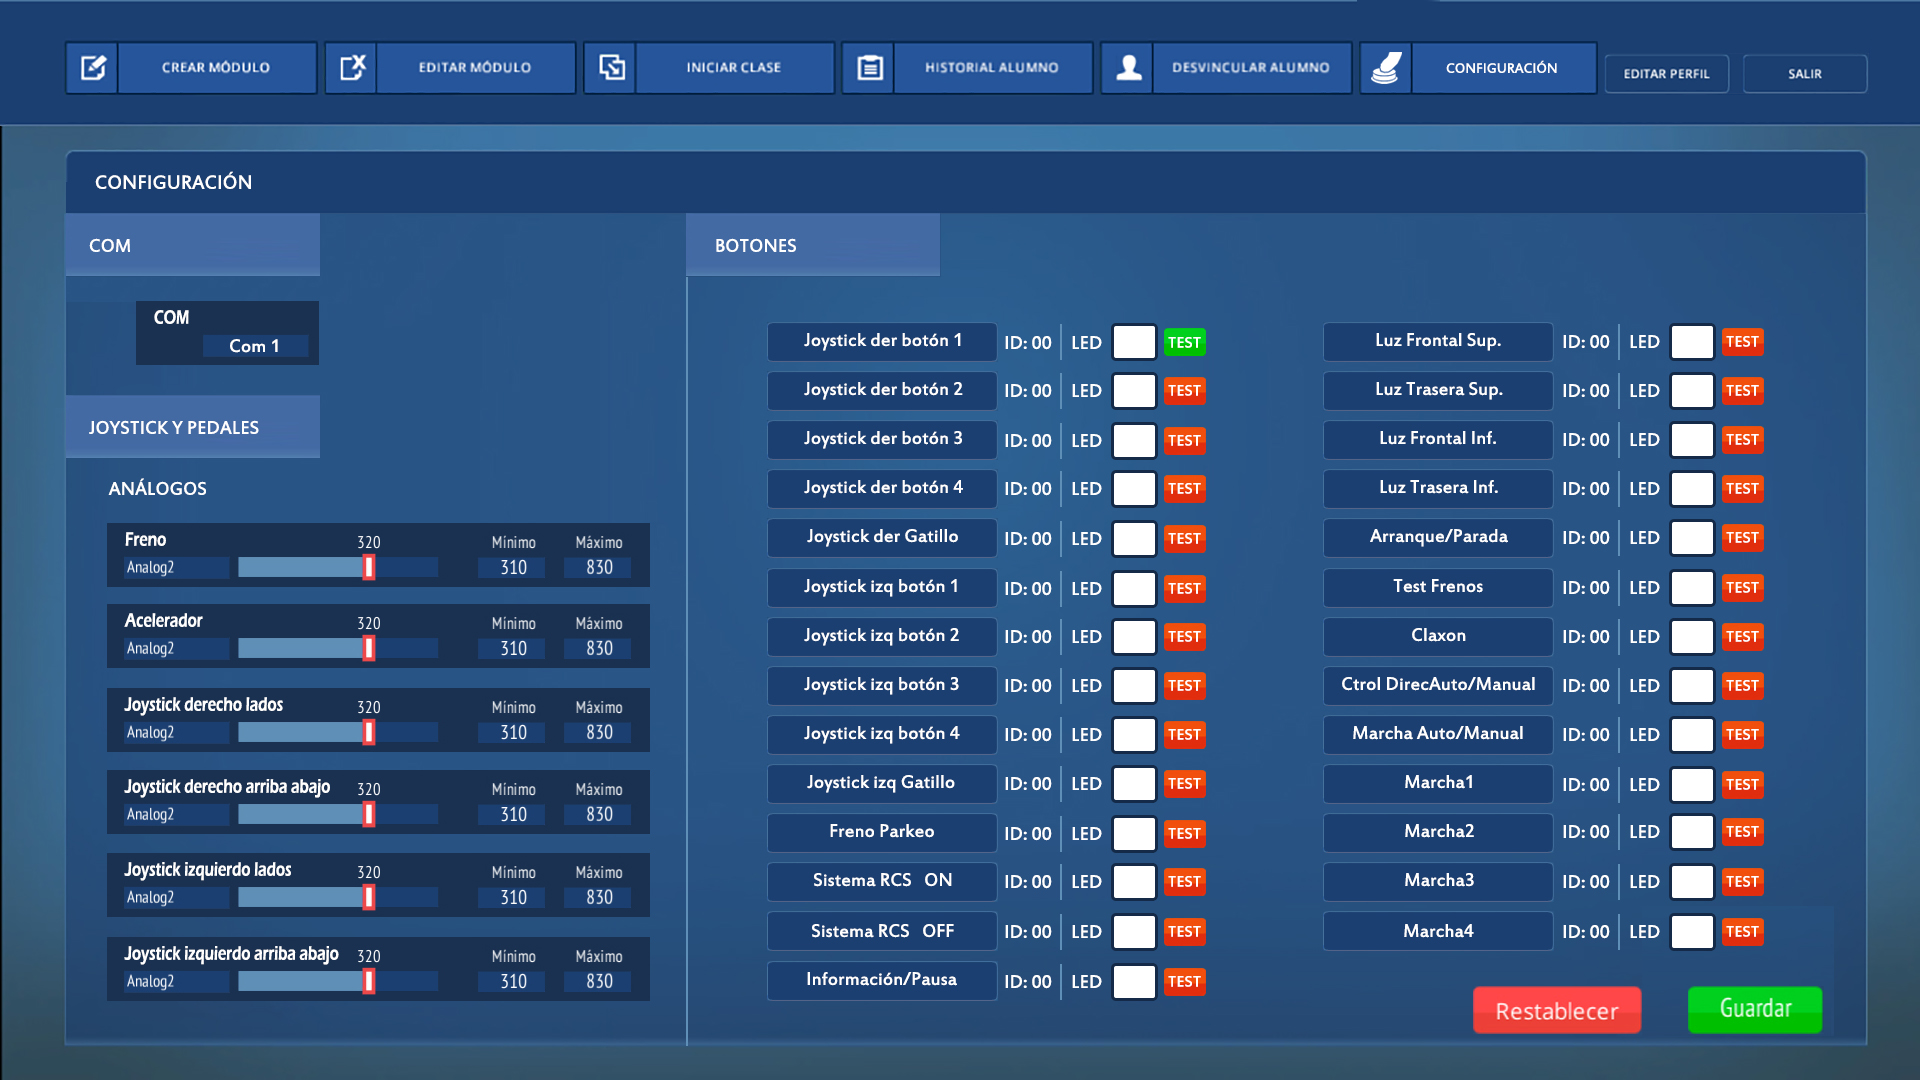 CREAR MÓDULO
EDITAR MÓDULO
INICIAR CLASE
HISTORIAL ALUMNO
DESVINCULAR ALUMNO
CONFIGURACIÓN
EDITAR PERFIL
SALIR
CONFIGURACIÓN
COM
COM
Com 1
JOYSTICK Y PEDALES
ANÁLOGOS
Freno 320 Mínimo Máximo
Analog2 310 830
Acelerador 320 Mínimo Máximo
Analog2 310 830
Joystick derecho lados 320 Mínimo Máximo
Analog2 310 830
Joystick derecho arriba abajo 320 Mínimo Máximo
Analog2 310 830
Joystick izquierdo lados 320 Mínimo Máximo
Analog2 310 830
Joystick izquierdo arriba abajo 320 Mínimo Máximo
Analog2 310 830
BOTONES
Joystick der botón 1 ID: 00 LED TEST
Joystick der botón 2 ID: 00 LED TEST
Joystick der botón 3 ID: 00 LED TEST
Joystick der botón 4 ID: 00 LED TEST
Joystick der Gatillo ID: 00 LED TEST
Joystick izq botón 1 ID: 00 LED TEST
Joystick izq botón 2 ID: 00 LED TEST
Joystick izq botón 3 ID: 00 LED TEST
Joystick izq botón 4 ID: 00 LED TEST
Joystick izq Gatillo ID: 00 LED TEST
Freno Parkeo ID: 00 LED TEST
Sistema RCS ON ID: 00 LED TEST
Sistema RCS OFF ID: 00 LED TEST
Información/Pausa ID: 00 LED TEST
Luz Frontal Sup. ID: 00 LED TEST
Luz Trasera Sup. ID: 00 LED TEST
Luz Frontal Inf. ID: 00 LED TEST
Luz Trasera Inf. ID: 00 LED TEST
Arranque/Parada ID: 00 LED TEST
Test Frenos ID: 00 LED TEST
Claxon ID: 00 LED TEST
Ctrol DirecAuto/Manual ID: 00 LED TEST
Marcha Auto/Manual ID: 00 LED TEST
Marcha1 ID: 00 LED TEST
Marcha2 ID: 00 LED TEST
Marcha3 ID: 00 LED TEST
Marcha4 ID: 00 LED TEST
Restablecer
Guardar